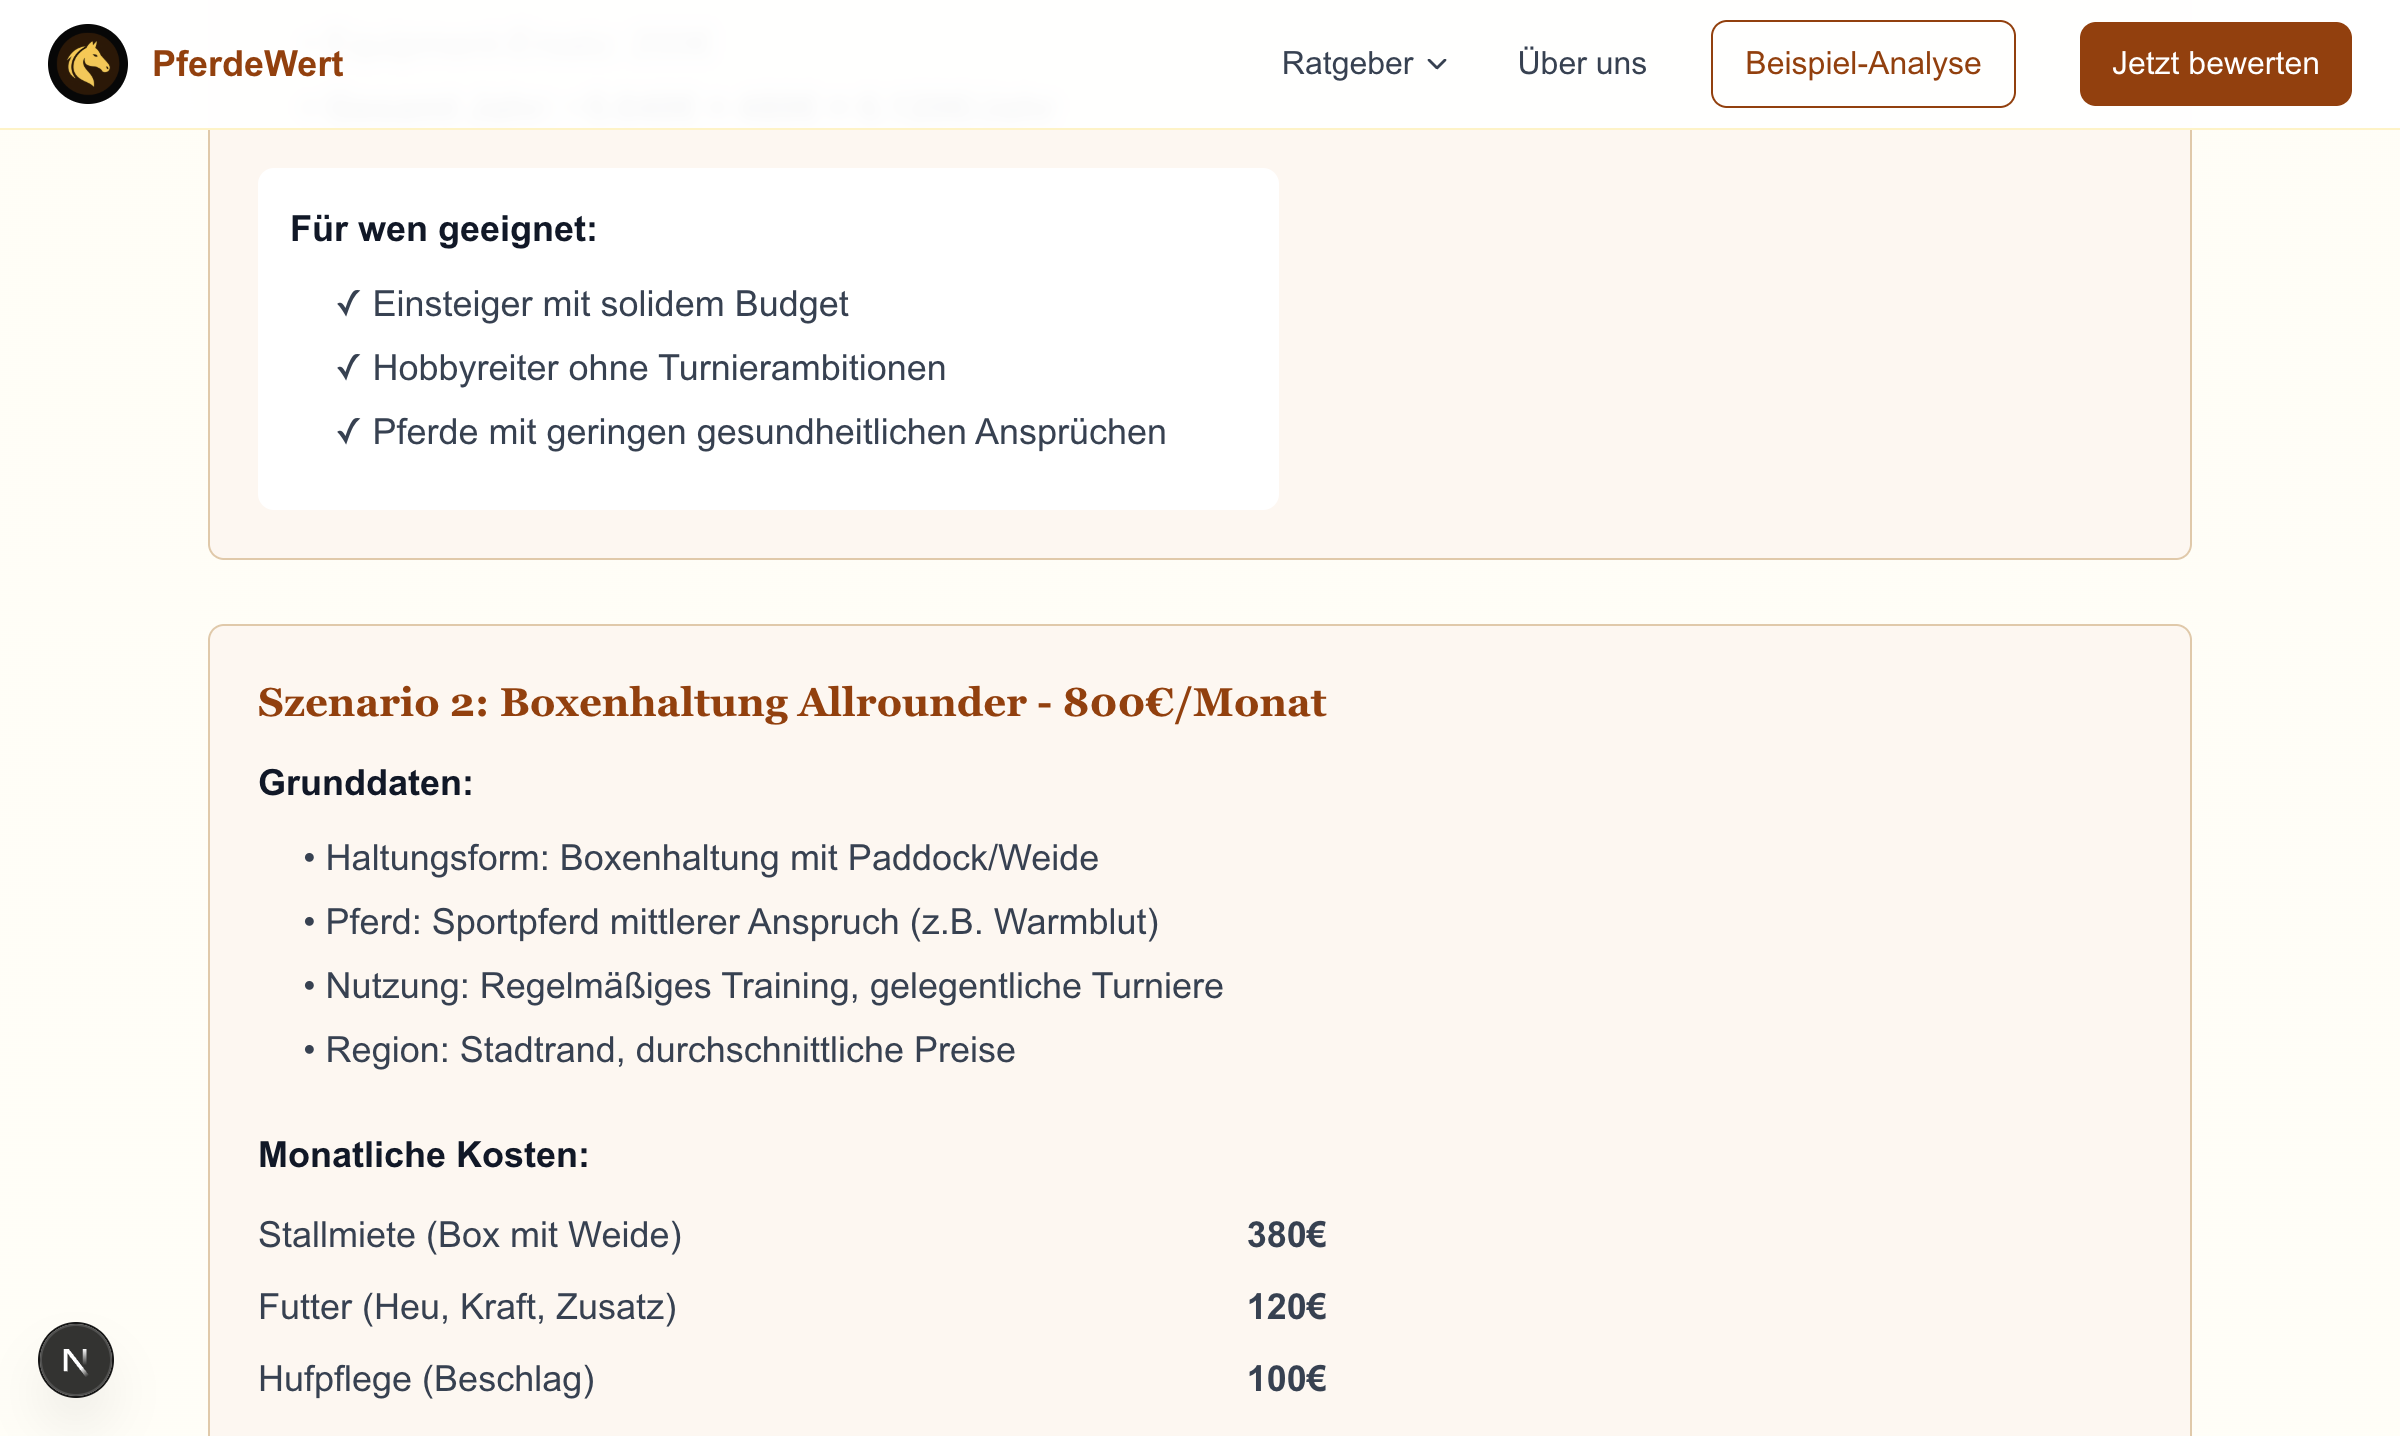 PferdeWert
Ratgeber
Über uns
Beispiel-Analyse
Jetzt bewerten
Für wen geeignet:
✓ Einsteiger mit solidem Budget
✓ Hobbyreiter ohne Turnierambitionen
✓ Pferde mit geringen gesundheitlichen Ansprüchen
Szenario 2: Boxenhaltung Allrounder - 800€/Monat
Grunddaten:
• Haltungsform: Boxenhaltung mit Paddock/Weide
• Pferd: Sportpferd mittlerer Anspruch (z.B. Warmblut)
• Nutzung: Regelmäßiges Training, gelegentliche Turniere
• Region: Stadtrand, durchschnittliche Preise
Monatliche Kosten:
Stallmiete (Box mit Weide) 380€
Futter (Heu, Kraft, Zusatz) 120€
Hufpflege (Beschlag) 100€
N